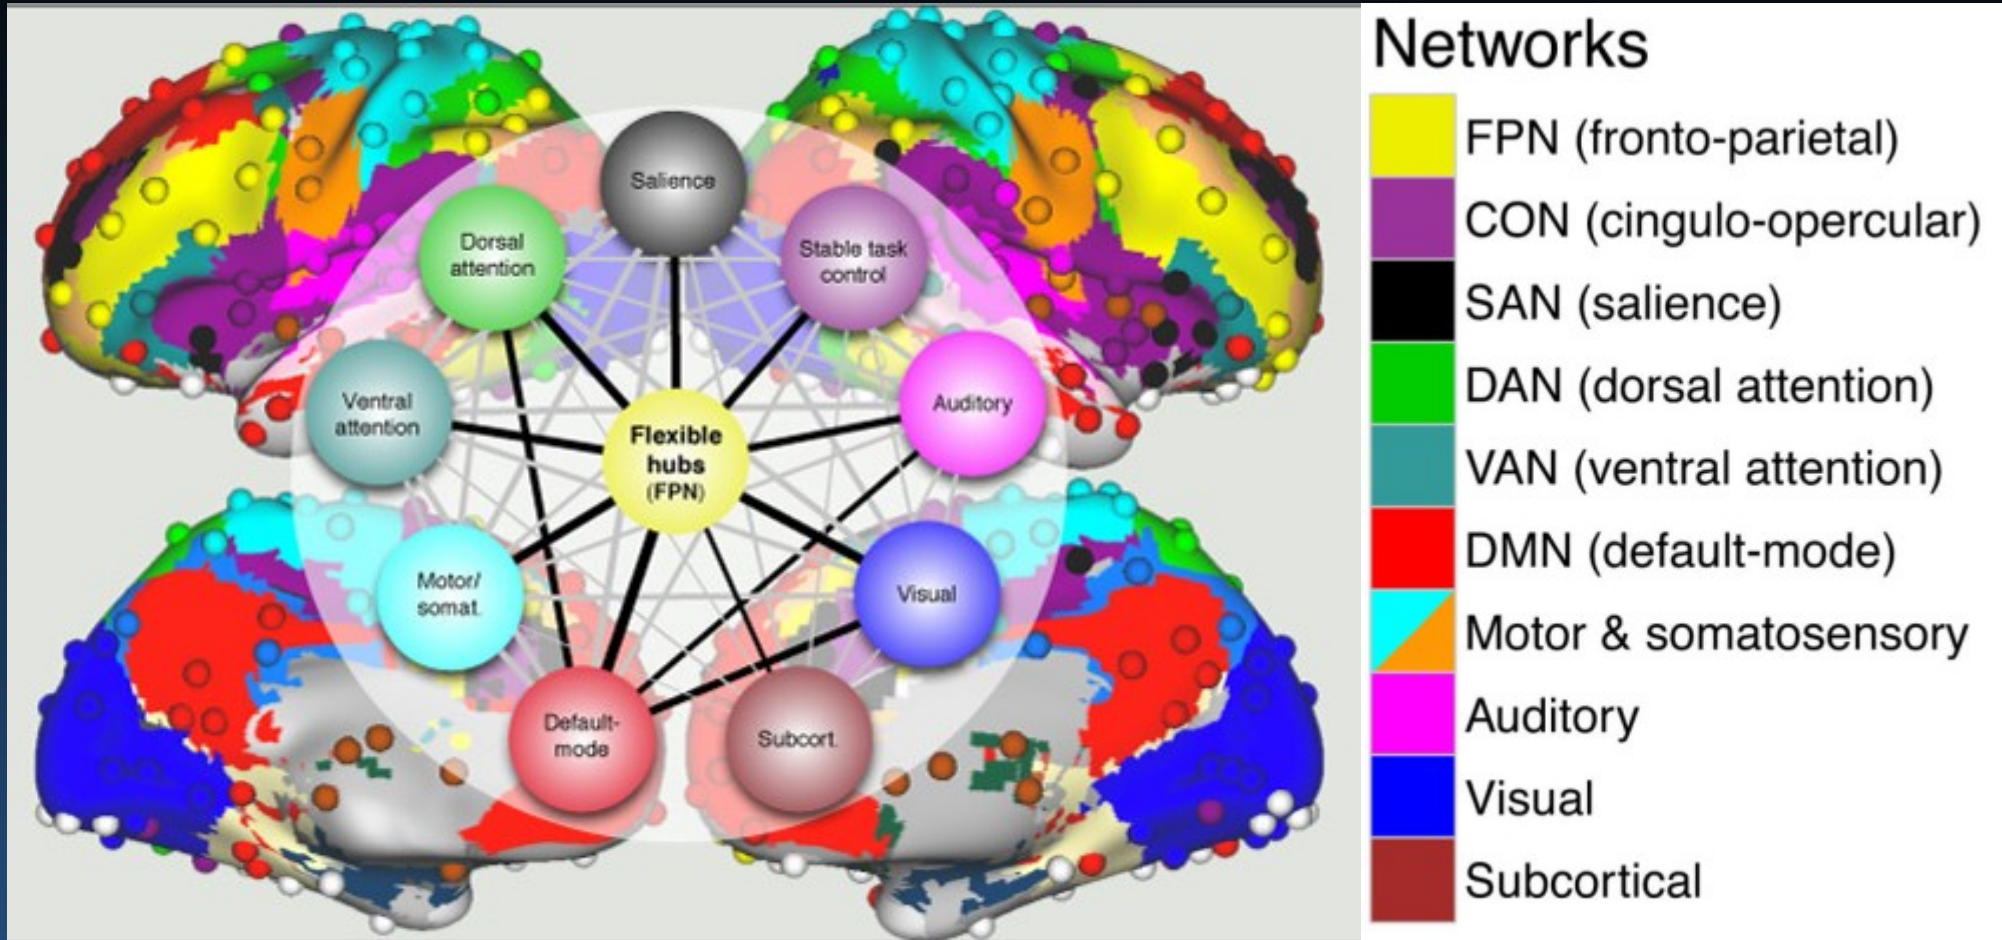 Salience
Dorsal
attention
Stable task
control
Ventral
attention
Auditory
Flexible
hubs
(FPN)
Motor/
somat.
Visual
Default-
mode
Subcort.
Networks
FPN (fronto-parietal)
CON (cingulo-opercular)
SAN (salience)
DAN (dorsal attention)
VAN (ventral attention)
DMN (default-mode)
Motor & somatosensory
Auditory
Visual
Subcortical